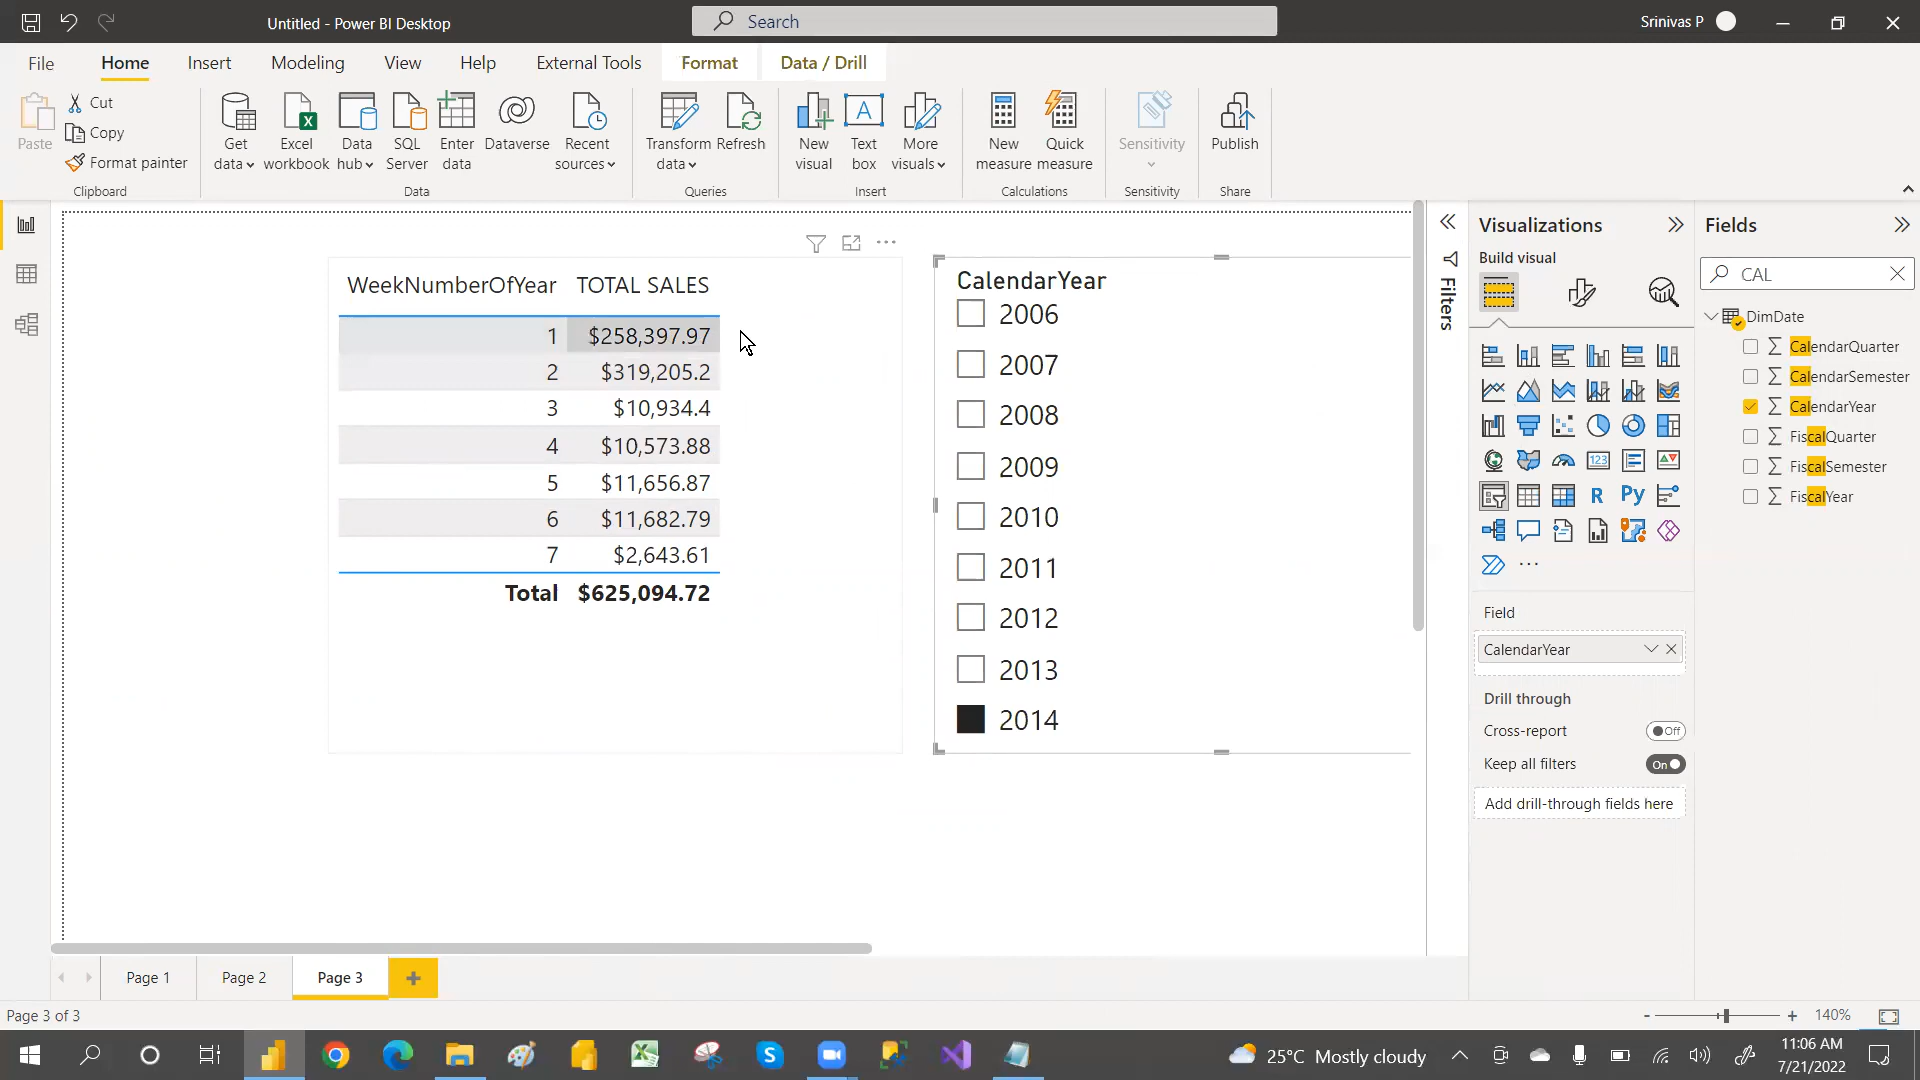 Untitled - Power BI Desktop
Search
Srinivas P
File Home Insert Modeling View Help External Tools Format Data / Drill
Paste
Cut
Copy
Format painter
Clipboard
Get data
Excel workbook
Data hub
SQL Server
Enter data
Dataverse
Recent sources
Data
Transform data
Refresh
Queries
New visual
Text box
More visuals
Insert
New measure
Quick measure
Calculations
Sensitivity
Sensitivity
Publish
Share
WeekNumberOfYear TOTAL SALES
1 $258,397.97
2 $319,205.2
3 $10,934.4
4 $10,573.88
5 $11,656.87
6 $11,682.79
7 $2,643.61
Total $625,094.72
CalendarYear
2006
2007
2008
2009
2010
2011
2012
2013
2014
Filters
Visualizations
Build visual
123
R
Py
Field
CalendarYear
Drill through
Cross-report Off
Keep all filters On
Add drill-through fields here
Fields
CAL
DimDate
CalendarQuarter
CalendarSemester
CalendarYear
FiscalQuarter
FiscalSemester
FiscalYear
Page 1 Page 2 Page 3
Page 3 of 3
140%
25°C Mostly cloudy
11:06 AM
7/21/2022